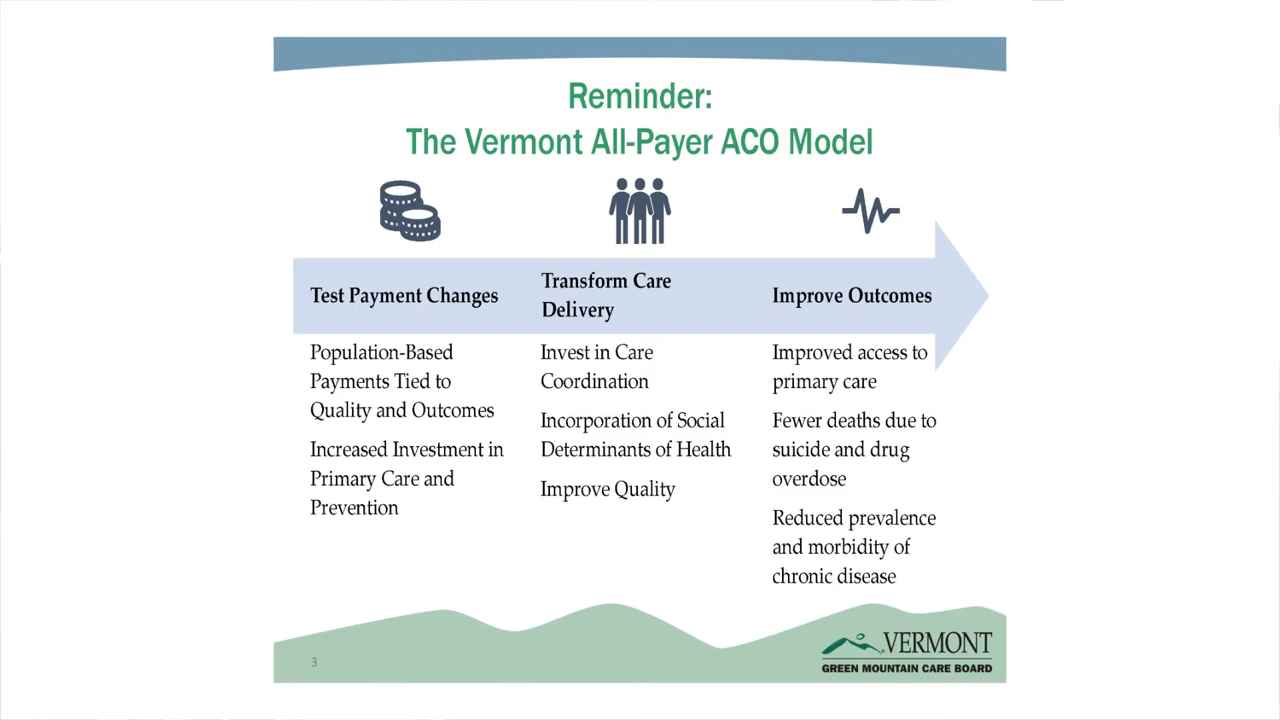 Reminder:
The Vermont All-Payer ACO Model
Test Payment Changes
Population-Based
Payments Tied to
Quality and Outcomes
Increased Investment in
Primary Care and
Prevention
Transform Care
Delivery
Invest in Care
Coordination
Incorporation of Social
Determinants of Health
Improve Quality
Improve Outcomes
Improved access to
primary care
Fewer deaths due to
suicide and drug
overdose
Reduced prevalence
and morbidity of
chronic disease
3
VERMONT
GREEN MOUNTAIN CARE BOARD